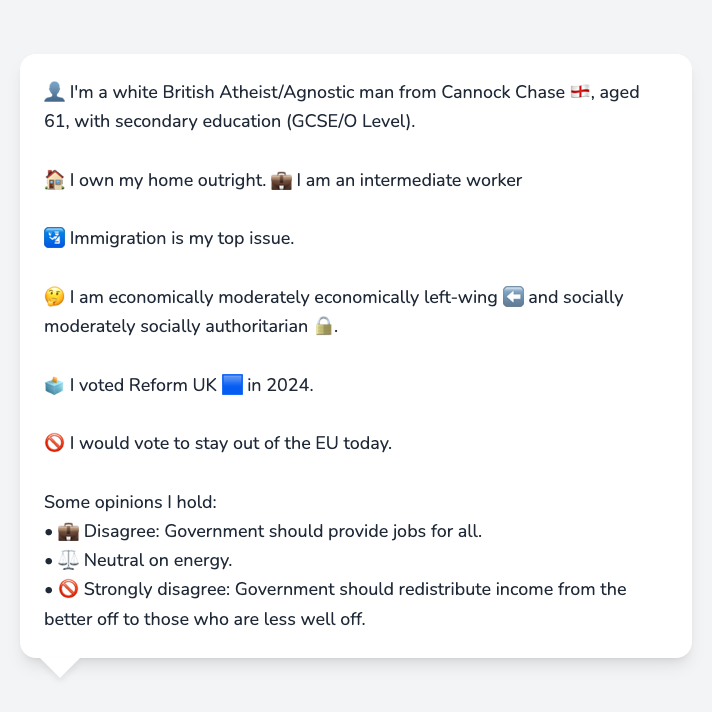 👤 I'm a white British Atheist/Agnostic man from Cannock Chase 🏴󠁧󠁢󠁥󠁮󠁧󠁿, aged
61, with secondary education (GCSE/O Level).
🏠 I own my home outright. 💼 I am an intermediate worker
🛂 Immigration is my top issue.
🤔 I am economically moderately economically left-wing ⬅️ and socially
moderately socially authoritarian 🔒.
🗳️ I voted Reform UK 🟦 in 2024.
🚫 I would vote to stay out of the EU today.
Some opinions I hold:
• 💼 Disagree: Government should provide jobs for all.
• ⚖️ Neutral on energy.
• 🚫 Strongly disagree: Government should redistribute income from the
better off to those who are less well off.